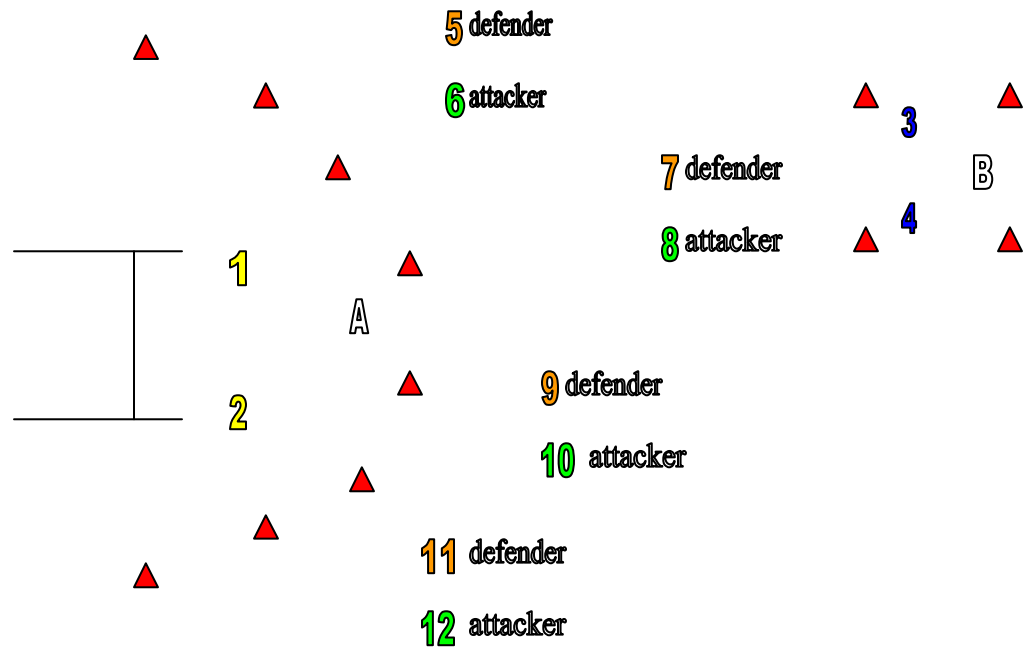 5 defender
6 attacker
3
7 defender
B
4
8 attacker
1
A
9 defender
2
10 attacker
11 defender
12 attacker